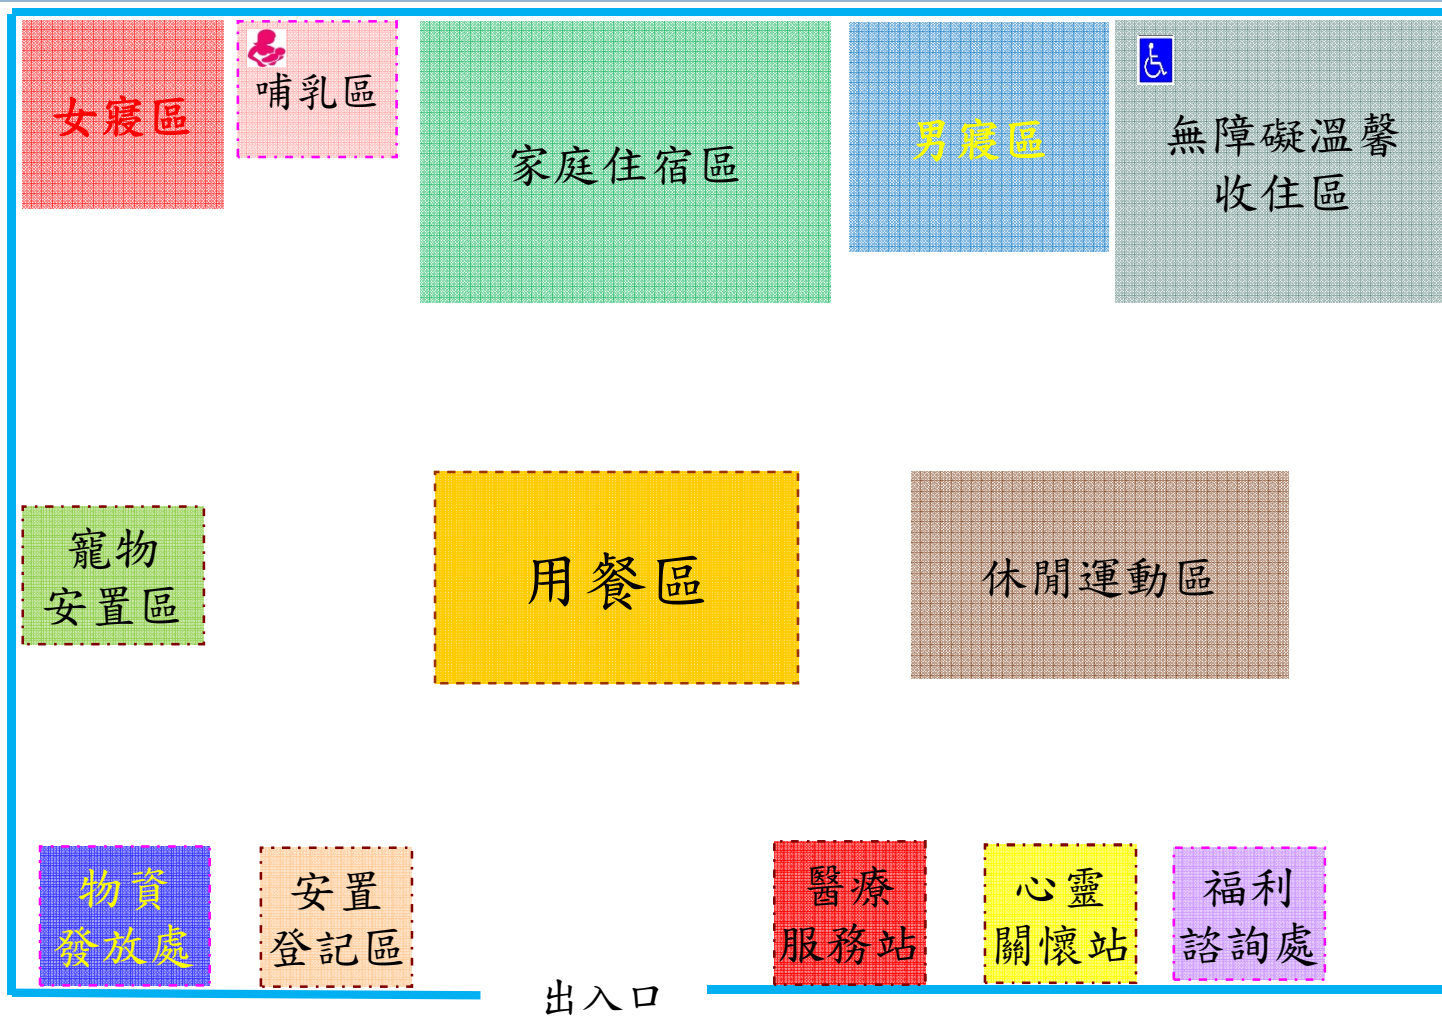 女寢區
哺乳區
家庭住宿區
男寢區
無障礙溫馨
收住區
寵物
安置區
用餐區
休閒運動區
物資
發放處
安置
登記區
醫療
服務站
心靈
關懷站
福利
諮詢處
出入口